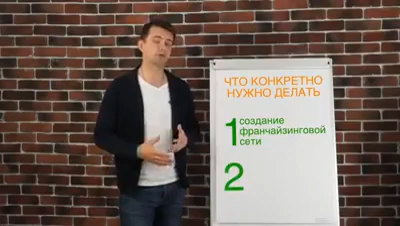 ЧТО КОНКРЕТНО
НУЖНО ДЕЛАТЬ
1 создание
франчайзинговой
сети
2